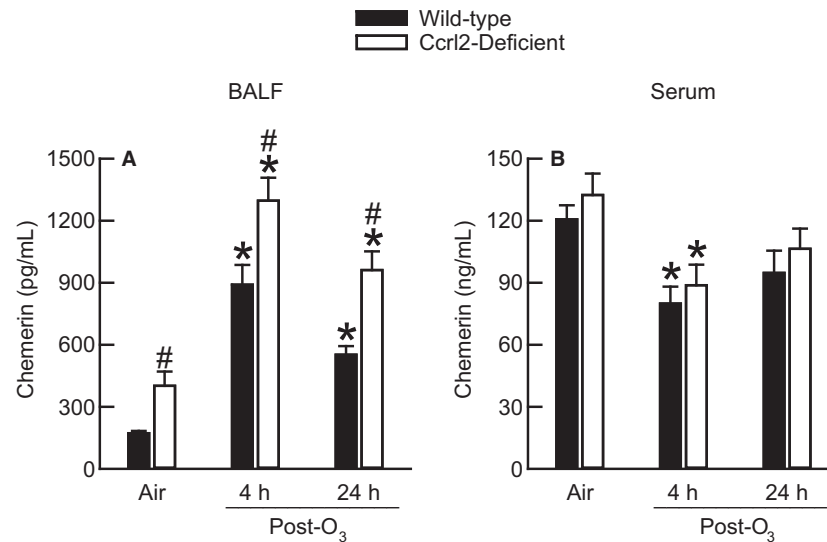 Wild-type
Ccrl2-Deficient
BALF
A
Chemerin (pg/mL)
1500
1200
900
600
300
0
#
*
#
*
*
#
*
Air
4 h
24 h
Post-O₃
Serum
B
Chemerin (ng/mL)
150
120
90
60
30
0
*
*
Air
4 h
24 h
Post-O₃